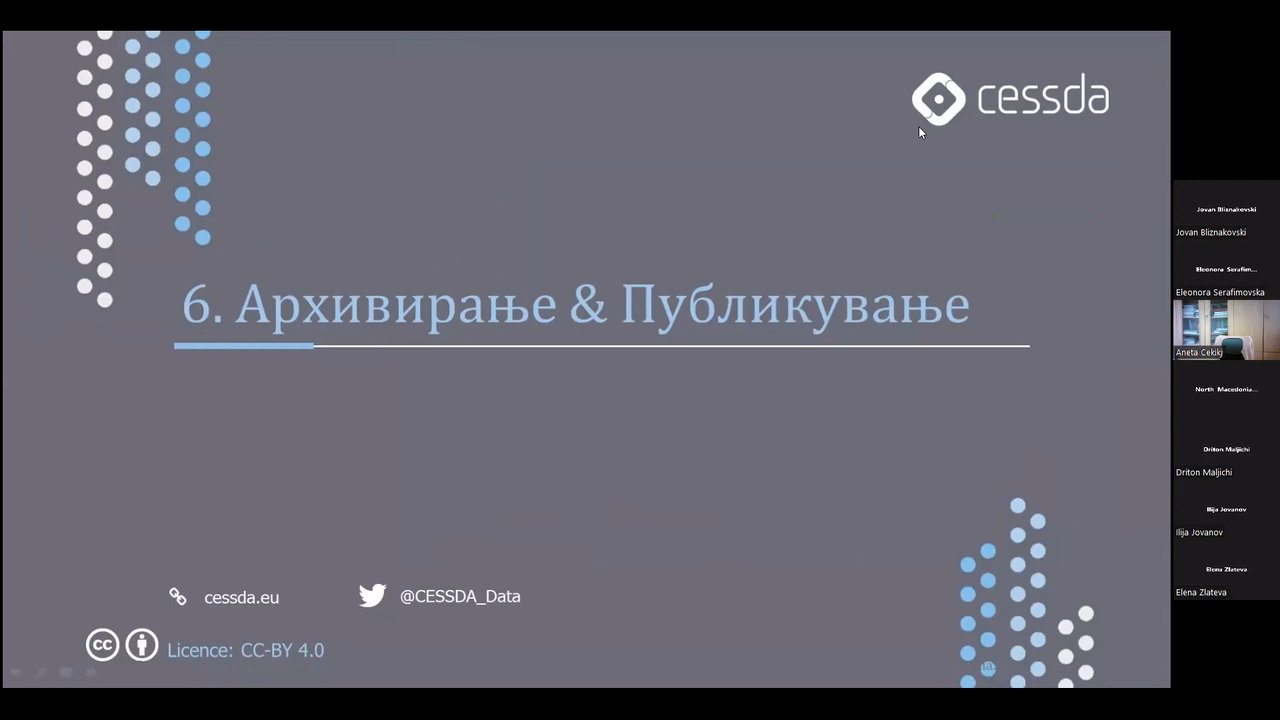 cessda
6. Архивирање & Публикување
cessda.eu
@CESSDA_Data
Licence: CC-BY 4.0
Jovan Bliznakovski
Jovan Bliznakovski
Eleonora Serafim...
Eleonora Serafimovska
Aneta Cekikj
North Macedonia...
Driton Maljichi
Driton Maljichi
Ilija Jovanov
Ilija Jovanov
Elena Zlateva
Elena Zlateva